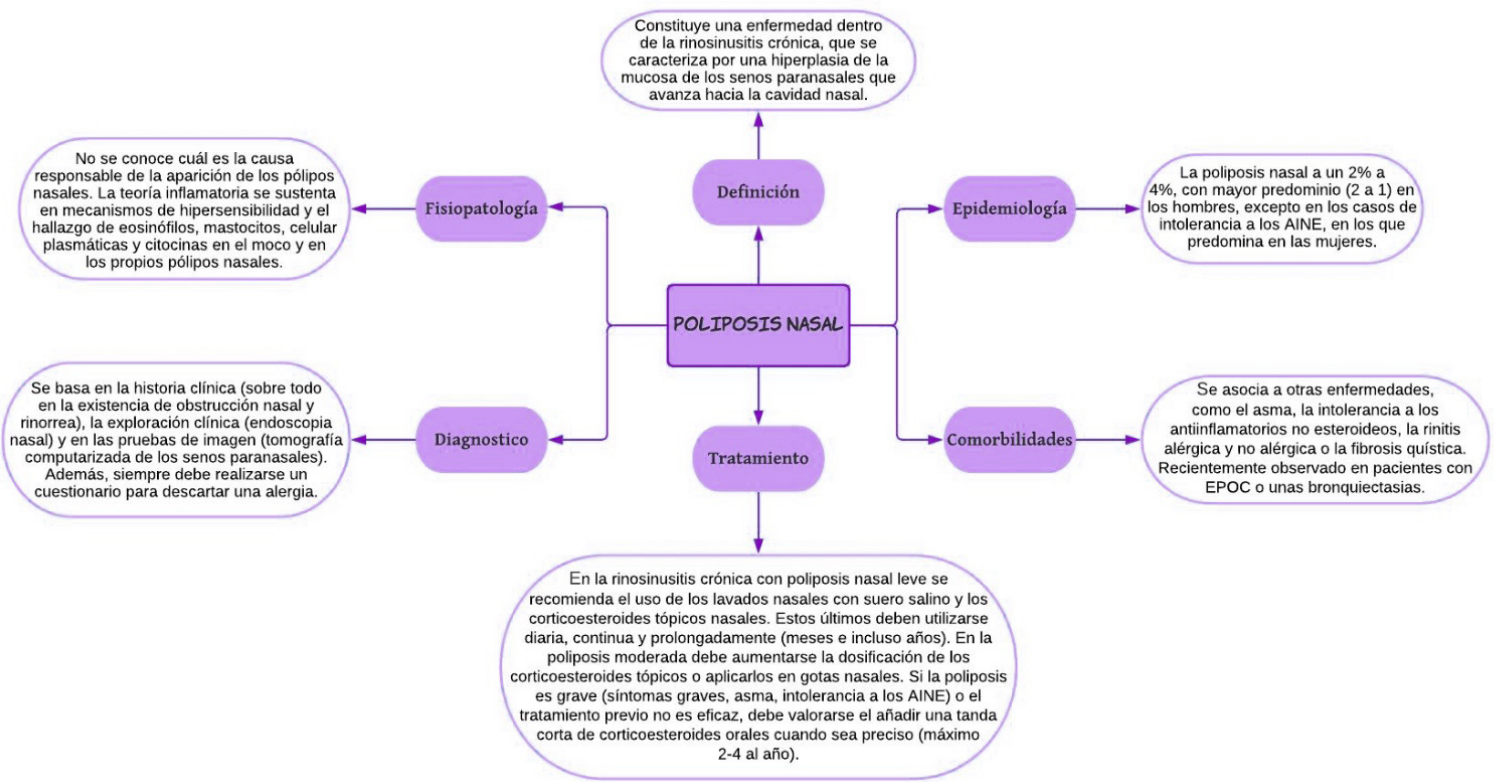 Constituye una enfermedad dentro
de la rinosinusitis crónica, que se
caracteriza por una hiperplasia de la
mucosa de los senos paranasales que
avanza hacia la cavidad nasal.
Definición
No se conoce cuál es la causa
responsable de la aparición de los pólipos
nasales. La teoría inflamatoria se sustenta
en mecanismos de hipersensibilidad y el
hallazgo de eosinófilos, mastocitos, celular
plasmáticas y citocinas en el moco y en
los propios pólipos nasales.
Fisiopatología
Epidemiología
La poliposis nasal a un 2% a
4%, con mayor predominio (2 a 1) en
los hombres, excepto en los casos de
intolerancia a los AINE, en los que
predomina en las mujeres.
POLIPOSIS NASAL
Se basa en la historia clínica (sobre todo
en la existencia de obstrucción nasal y
rinorrea), la exploración clínica (endoscopia
nasal) y en las pruebas de imagen (tomografía
computarizada de los senos paranasales).
Además, siempre debe realizarse un
cuestionario para descartar una alergia.
Diagnostico
Tratamiento
Comorbilidades
Se asocia a otras enfermedades,
como el asma, la intolerancia a los
antiinflamatorios no esteroideos, la rinitis
alérgica y no alérgica o la fibrosis quística.
Recientemente observado en pacientes con
EPOC o unas bronquiectasias.
En la rinosinusitis crónica con poliposis nasal leve se
recomienda el uso de los lavados nasales con suero salino y los
corticoesteroides tópicos nasales. Estos últimos deben utilizarse
diaria, continua y prolongadamente (meses e incluso años). En la
poliposis moderada debe aumentarse la dosificación de los
corticoesteroides tópicos o aplicarlos en gotas nasales. Si la poliposis
es grave (síntomas graves, asma, intolerancia a los AINE) o el
tratamiento previo no es eficaz, debe valorarse el añadir una tanda
corta de corticoesteroides orales cuando sea preciso (máximo
2-4 al año).